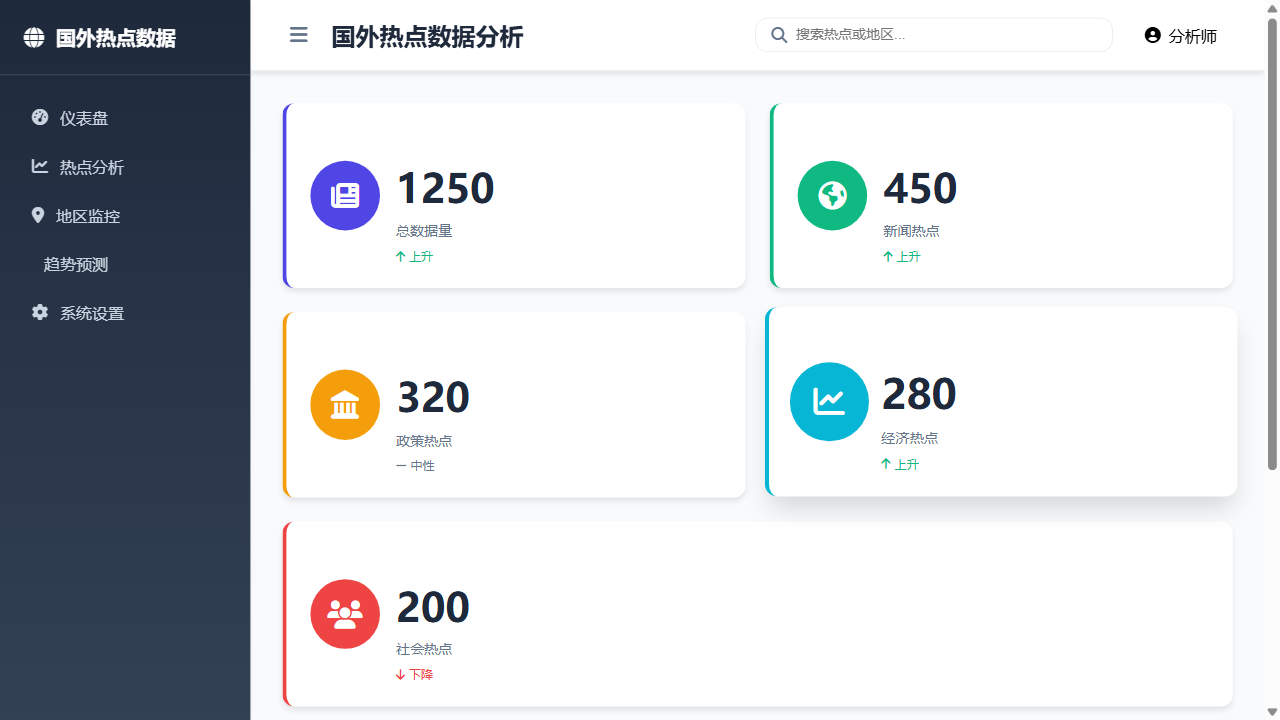 国外热点数据
仪表盘
热点分析
地区监控
趋势预测
系统设置
国外热点数据分析
搜索热点或地区...
分析师
1250
总数据量
上升
450
新闻热点
上升
320
政策热点
中性
280
经济热点
上升
200
社会热点
下降